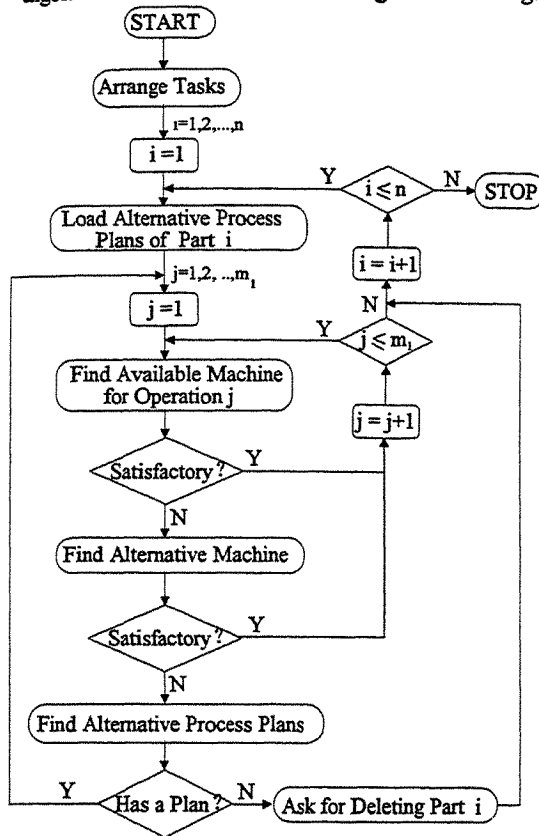 START
Arrange Tasks
i=1,2,...,n
i=1
Y
i ≤ n
N
STOP
Load Alternative Process
Plans of Part i
i = i+1
j=1,2, ..,m1
N
j=1
Y
j ≤ m1
Find Available Machine
for Operation j
j = j+1
Satisfactory?
Y
N
Find Alternative Machine
Satisfactory?
Y
N
Find Alternative Process Plans
Y
Has a Plan?
N
Ask for Deleting Part i